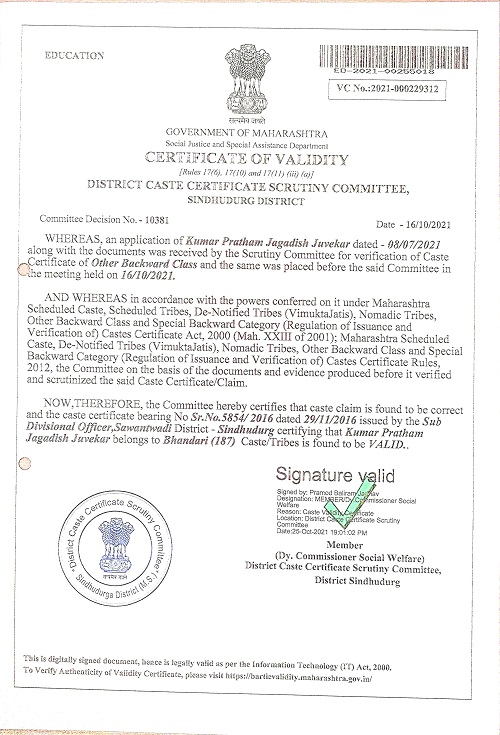 EDUCATION
ED-2021-00255018
VC No.:2021-000229312
सत्यमेव जयते
GOVERNMENT OF MAHARASHTRA
Social Justice and Special Assistance Department
CERTIFICATE OF VALIDITY
[Rules 17(6), 17(10) and 17(11) (iii) (a)]
DISTRICT CASTE CERTIFICATE SCRUTINY COMMITTEE,
SINDHUDURG DISTRICT
Committee Decision No. - 10381
Date - 16/10/2021
WHEREAS, an application of Kumar Pratham Jagadish Juvekar dated - 08/07/2021
along with the documents was received by the Scrutiny Committee for verification of Caste
Certificate of Other Backward Class and the same was placed before the said Committee in
the meeting held on 16/10/2021.
AND WHEREAS in accordance with the powers conferred on it under Maharashtra
Scheduled Caste, Scheduled Tribes, De-Notified Tribes (VimuktaJatis), Nomadic Tribes,
Other Backward Class and Special Backward Category (Regulation of Issuance and
Verification of) Castes Certificate Act, 2000 (Mah. XXIII of 2001); Maharashtra Scheduled
Caste, De-Notified Tribes (VimuktaJatis), Nomadic Tribes, Other Backward Class and Special
Backward Category (Regulation of Issuance and Verification of) Castes Certificate Rules,
2012, the Committee on the basis of the documents and evidence produced before it verified
and scrutinized the said Caste Certificate/Claim.
NOW,THEREFORE, the Committee hereby certifies that caste claim is found to be correct
and the caste certificate bearing No Sr.No.5854/ 2016 dated 29/11/2016 issued by the Sub
Divisional Officer,Sawantwadi District - Sindhudurg certifying that Kumar Pratham
Jagadish Juvekar belongs to Bhandari (187) Caste/Tribes is found to be VALID..
Signature valid
Signed by: Pramod Baliram Jadhav
Designation: MEMBER/Dy. Commissioner Social
Welfare
Reason: Caste Validity Certificate
Location: District Caste Certificate Scrutiny
Committee
Date:25-Oct-2021 19:01:02 PM
Member
(Dy. Commissioner Social Welfare)
District Caste Certificate Scrutiny Committee,
District Sindhudurg
District Caste Certificate Scrutiny Committee
सत्यमेव जयते
Sindhudurga District (M.S.)
This is digitally signed document, hence is legally valid as per the Information Technology (IT) Act, 2000.
To Verify Authenticity of Validity Certificate, please visit https://bartievalidity.maharashtra.gov.in/